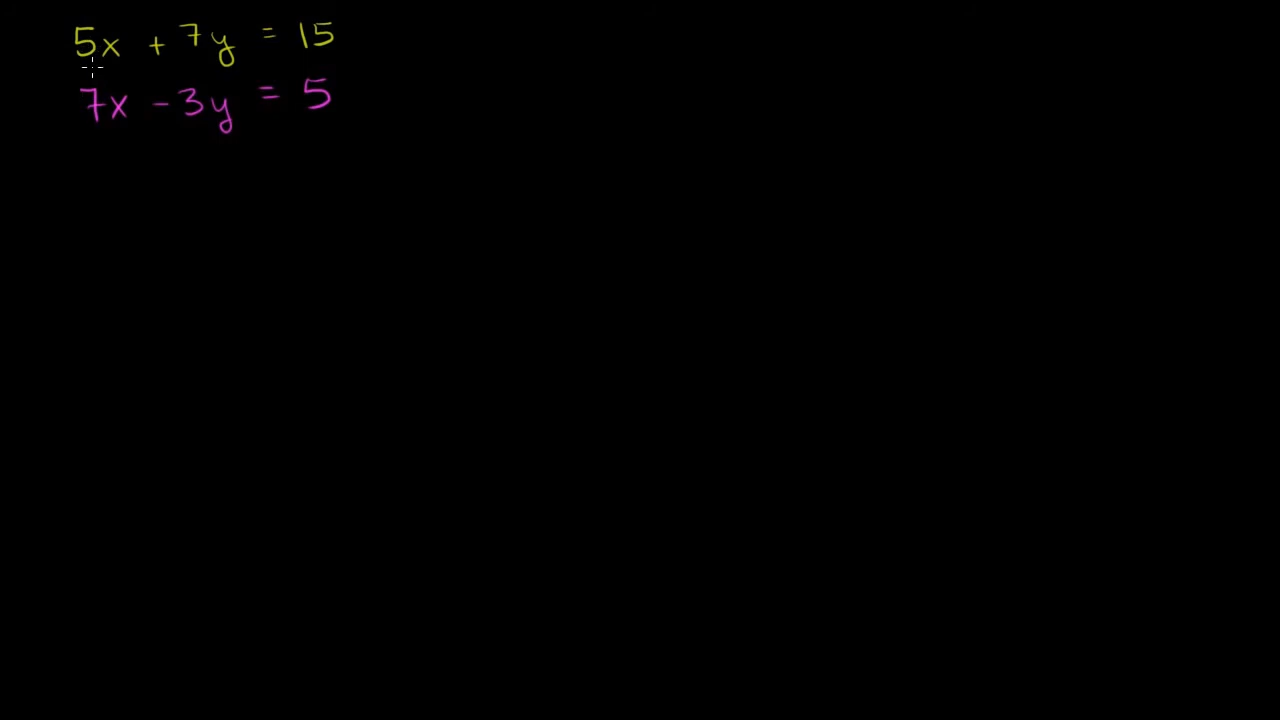 5x + 7y = 15
7x - 3y = 5